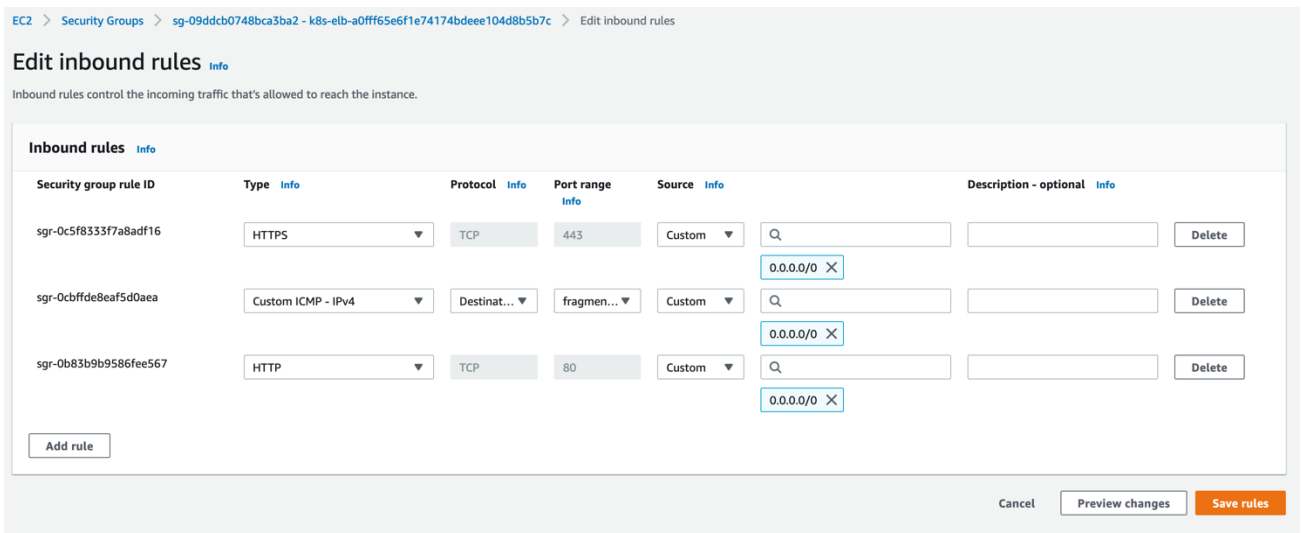 EC2 > Security Groups > sg-09ddcb0748bca3ba2 - k8s-elb-a0fff65e6f1e74174bdeee104d8b5b7c > Edit inbound rules
Edit inbound rules Info
Inbound rules control the incoming traffic that's allowed to reach the instance.
Inbound rules Info
Security group rule ID Type Info Protocol Info Port range Info Source Info Description - optional Info
sgr-0c5f8333f7a8adf16 HTTPS TCP 443 Custom Delete
0.0.0.0/0
sgr-0cbffde8eaf5d0aea Custom ICMP - IPv4 Destinat... fragmen... Custom Delete
0.0.0.0/0
sgr-0b83b9b9586fee567 HTTP TCP 80 Custom Delete
0.0.0.0/0
Add rule
Cancel Preview changes Save rules